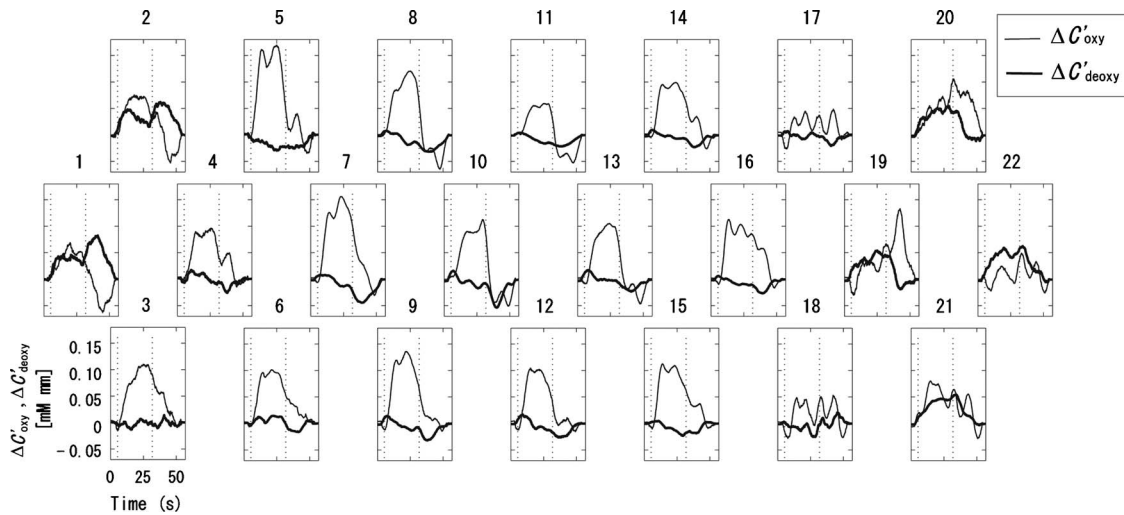 2 5 8 11 14 17 20
ΔC′oxy
ΔC′deoxy
1 4 7 10 13 16 19 22
3 6 9 12 15 18 21
ΔC′oxy , ΔC′deoxy
[mM mm]
0.15
0.10
0.05
0
-0.05
0 25 50
Time (s)